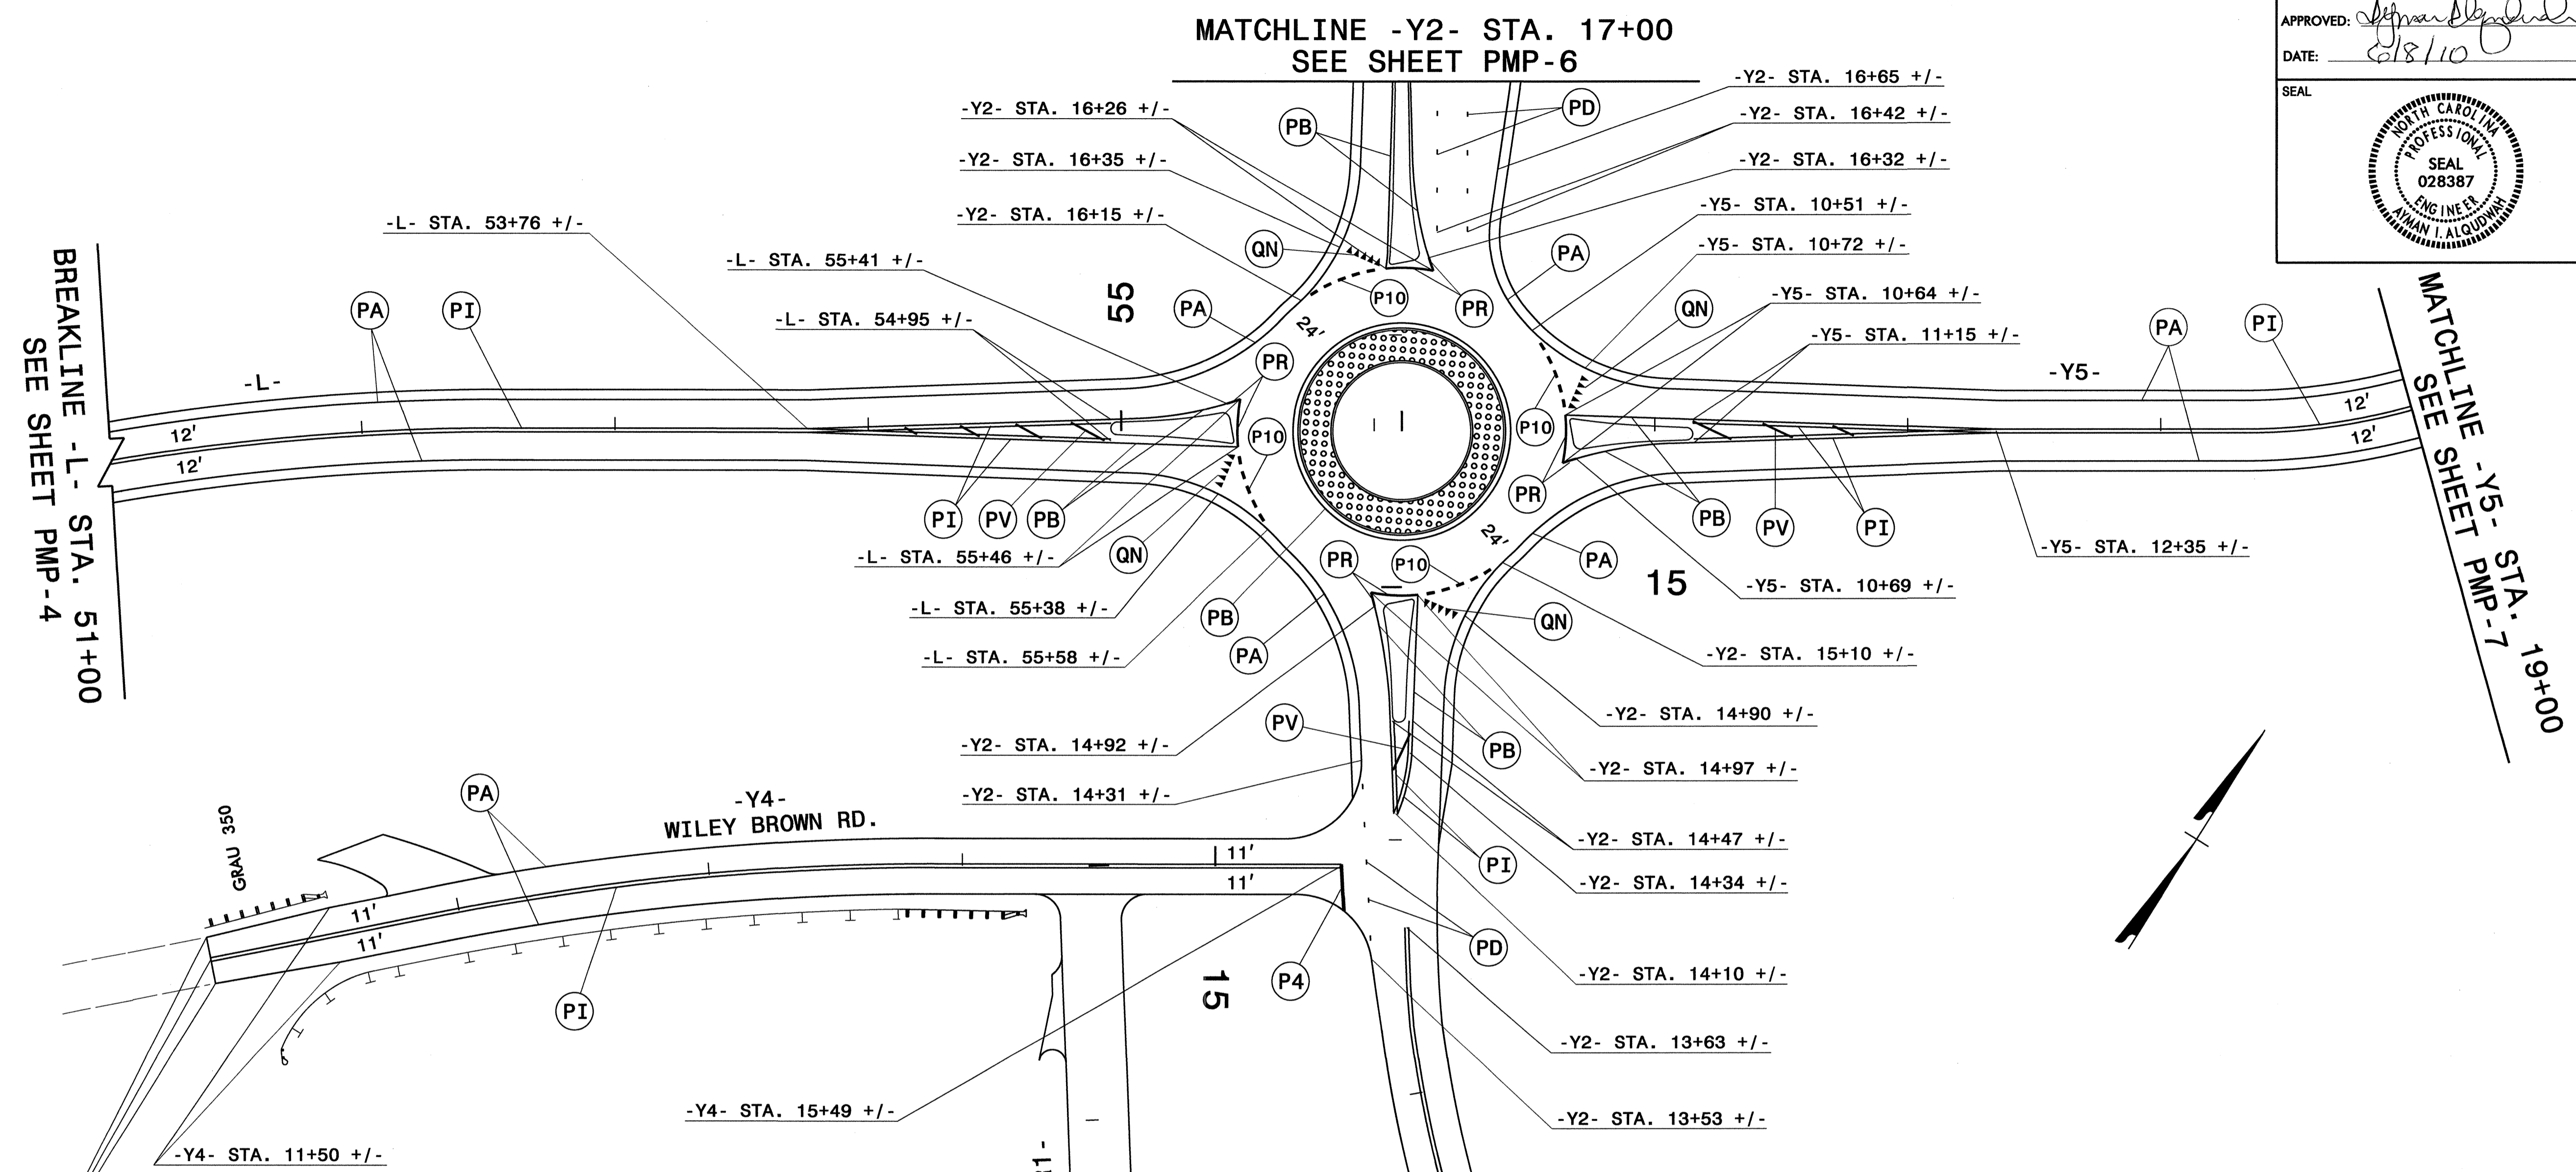 MATCHLINE -Y2- STA. 17+00
SEE SHEET PMP-6
APPROVED:
DATE: 6/8/10
SEAL
NORTH CAROLINA
PROFESSIONAL
SEAL
028387
ENGINEER
AYMAN I. ALQUDWAH
-Y2- STA. 16+26 +/-
-Y2- STA. 16+35 +/-
-Y2- STA. 16+15 +/-
-L- STA. 53+76 +/-
-L- STA. 55+41 +/-
-L- STA. 54+95 +/-
-Y2- STA. 16+65 +/-
-Y2- STA. 16+42 +/-
-Y2- STA. 16+32 +/-
-Y5- STA. 10+51 +/-
-Y5- STA. 10+72 +/-
-Y5- STA. 10+64 +/-
-Y5- STA. 11+15 +/-
PB
PD
QN
PA
P10
PR
QN
PA
PI
55
PA
24'
PR
PA
PI
BREAKLINE -L- STA. 51+00
SEE SHEET PMP-4
-L-
12'
12'
P10
P10
-Y5-
12'
12'
MATCHLINE -Y5- STA. 19+00
SEE SHEET PMP-7
PI
PV
PB
QN
PR
PB
PV
PI
24'
-L- STA. 55+46 +/-
-L- STA. 55+38 +/-
-L- STA. 55+58 +/-
PB
PA
PR
P10
PA
15
QN
-Y5- STA. 12+35 +/-
-Y5- STA. 10+69 +/-
-Y2- STA. 15+10 +/-
-Y2- STA. 14+90 +/-
-Y2- STA. 14+97 +/-
-Y2- STA. 14+92 +/-
-Y2- STA. 14+31 +/-
PV
PB
-Y2- STA. 14+47 +/-
-Y2- STA. 14+34 +/-
PI
PA
-Y4-
WILEY BROWN RD.
GRAU 350
11'
11'
11'
11'
PI
15
P4
PD
-Y2- STA. 14+10 +/-
-Y2- STA. 13+63 +/-
-Y2- STA. 13+53 +/-
-Y4- STA. 15+49 +/-
-Y4- STA. 11+50 +/-